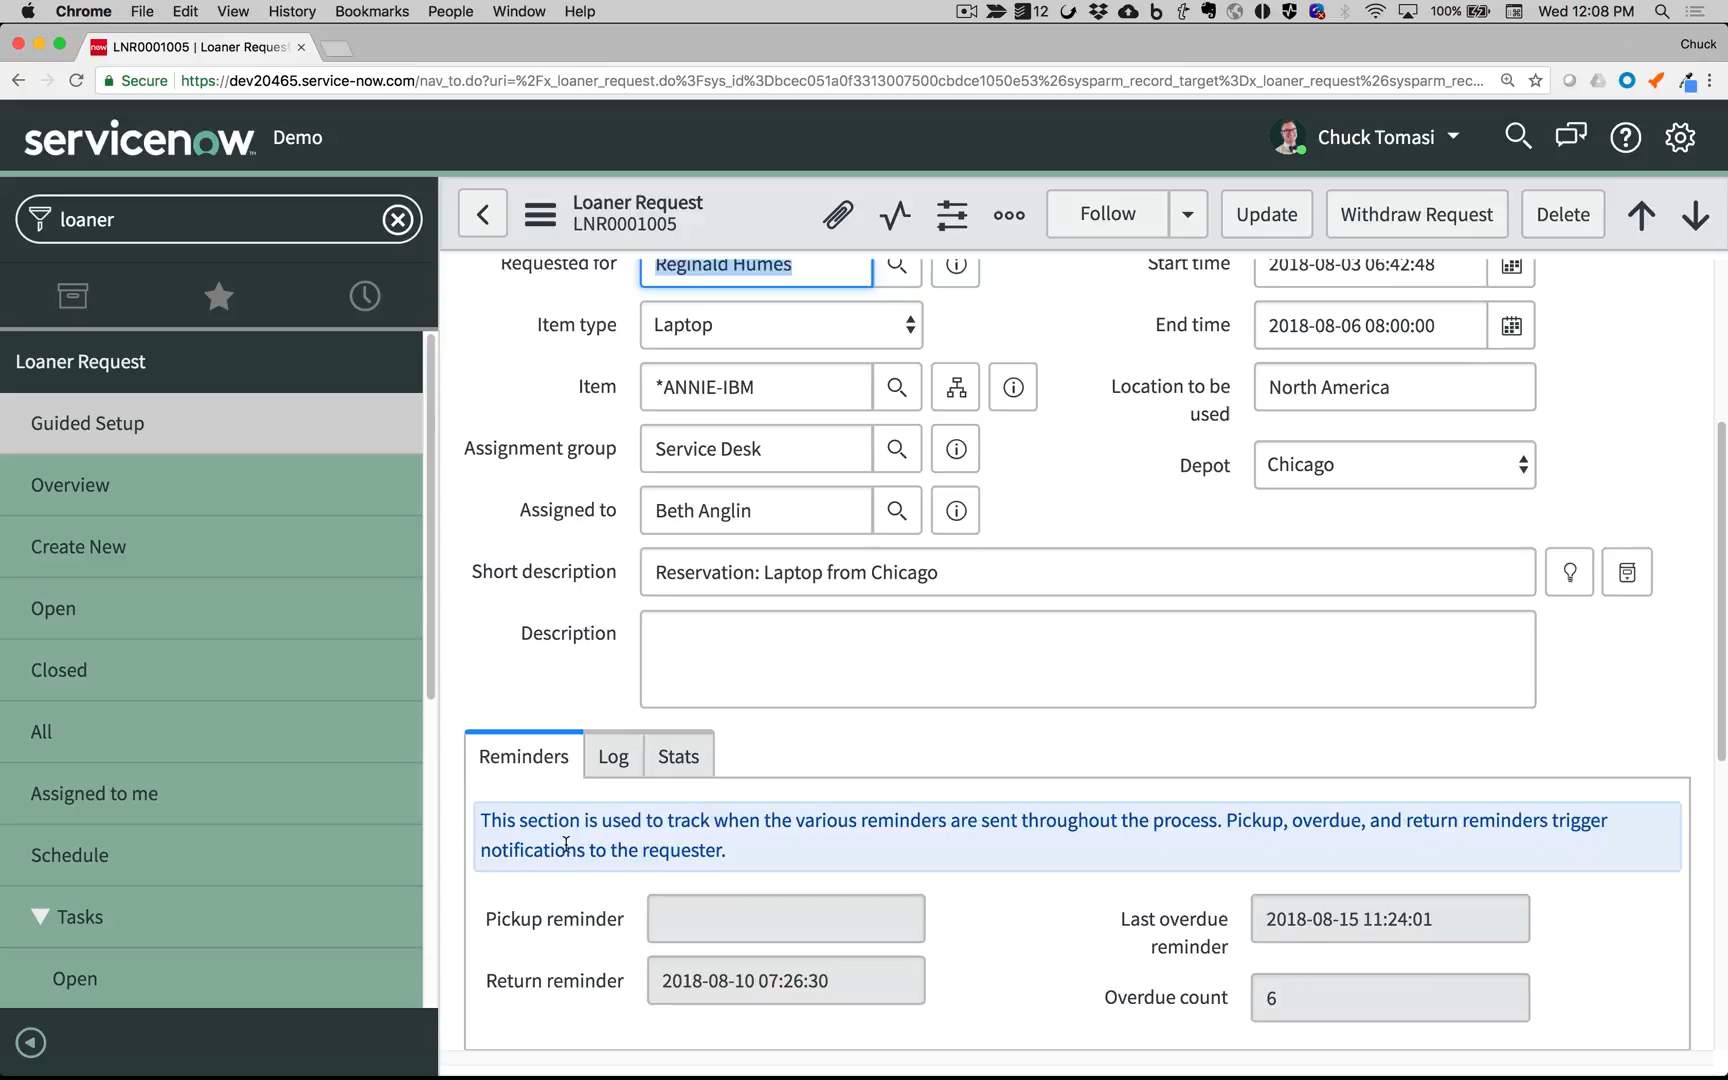 Chrome File Edit View History Bookmarks People Window Help
12
100%
Wed 12:08 PM
now LNR0001005 | Loaner Request ×
Chuck
Secure https://dev20465.service-now.com/nav_to.do?uri=%2Fx_loaner_request.do%3Fsys_id%3Dbcec051a0f3313007500cbdce1050e53%26sysparm_record_target%3Dx_loaner_request%26sysparm_rec...
servicenow Demo
Chuck Tomasi
loaner
Loaner Request
LNR0001005
Follow
Update
Withdraw Request
Delete
Loaner Request
Guided Setup
Overview
Create New
Open
Closed
All
Assigned to me
Schedule
Tasks
Open
Requested for Reginald Humes
Start time 2018-08-03 06:42:48
Item type Laptop
End time 2018-08-06 08:00:00
Item *ANNIE-IBM
Location to be
used
North America
Assignment group Service Desk
Depot Chicago
Assigned to Beth Anglin
Short description Reservation: Laptop from Chicago
Description
Reminders Log Stats
This section is used to track when the various reminders are sent throughout the process. Pickup, overdue, and return reminders trigger
notifications to the requester.
Pickup reminder
Last overdue
reminder
2018-08-15 11:24:01
Return reminder 2018-08-10 07:26:30
Overdue count 6